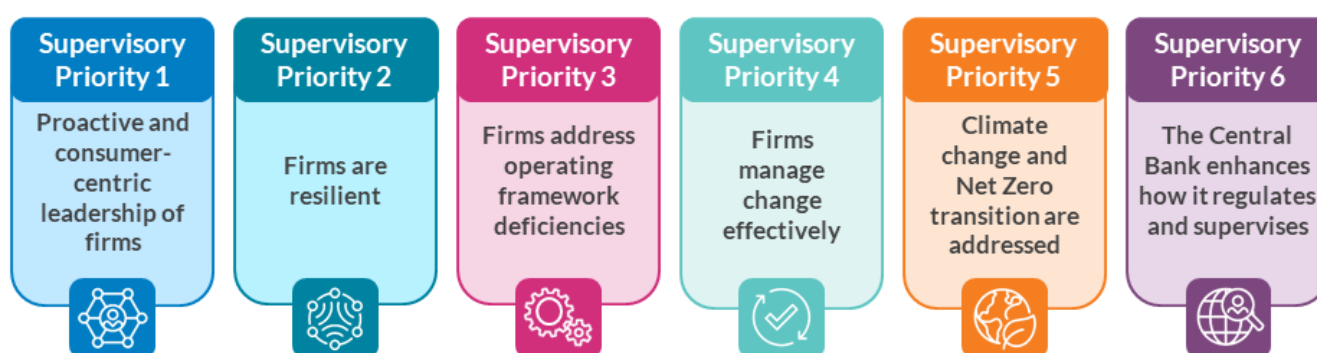 Supervisory
Priority 1
Proactive and
consumer-
centric
leadership of
firms
Supervisory
Priority 2
Firms are
resilient
Supervisory
Priority 3
Firms address
operating
framework
deficiencies
Supervisory
Priority 4
Firms
manage
change
effectively
Supervisory
Priority 5
Climate
change and
Net Zero
transition are
addressed
Supervisory
Priority 6
The Central
Bank enhances
how it regulates
and supervises